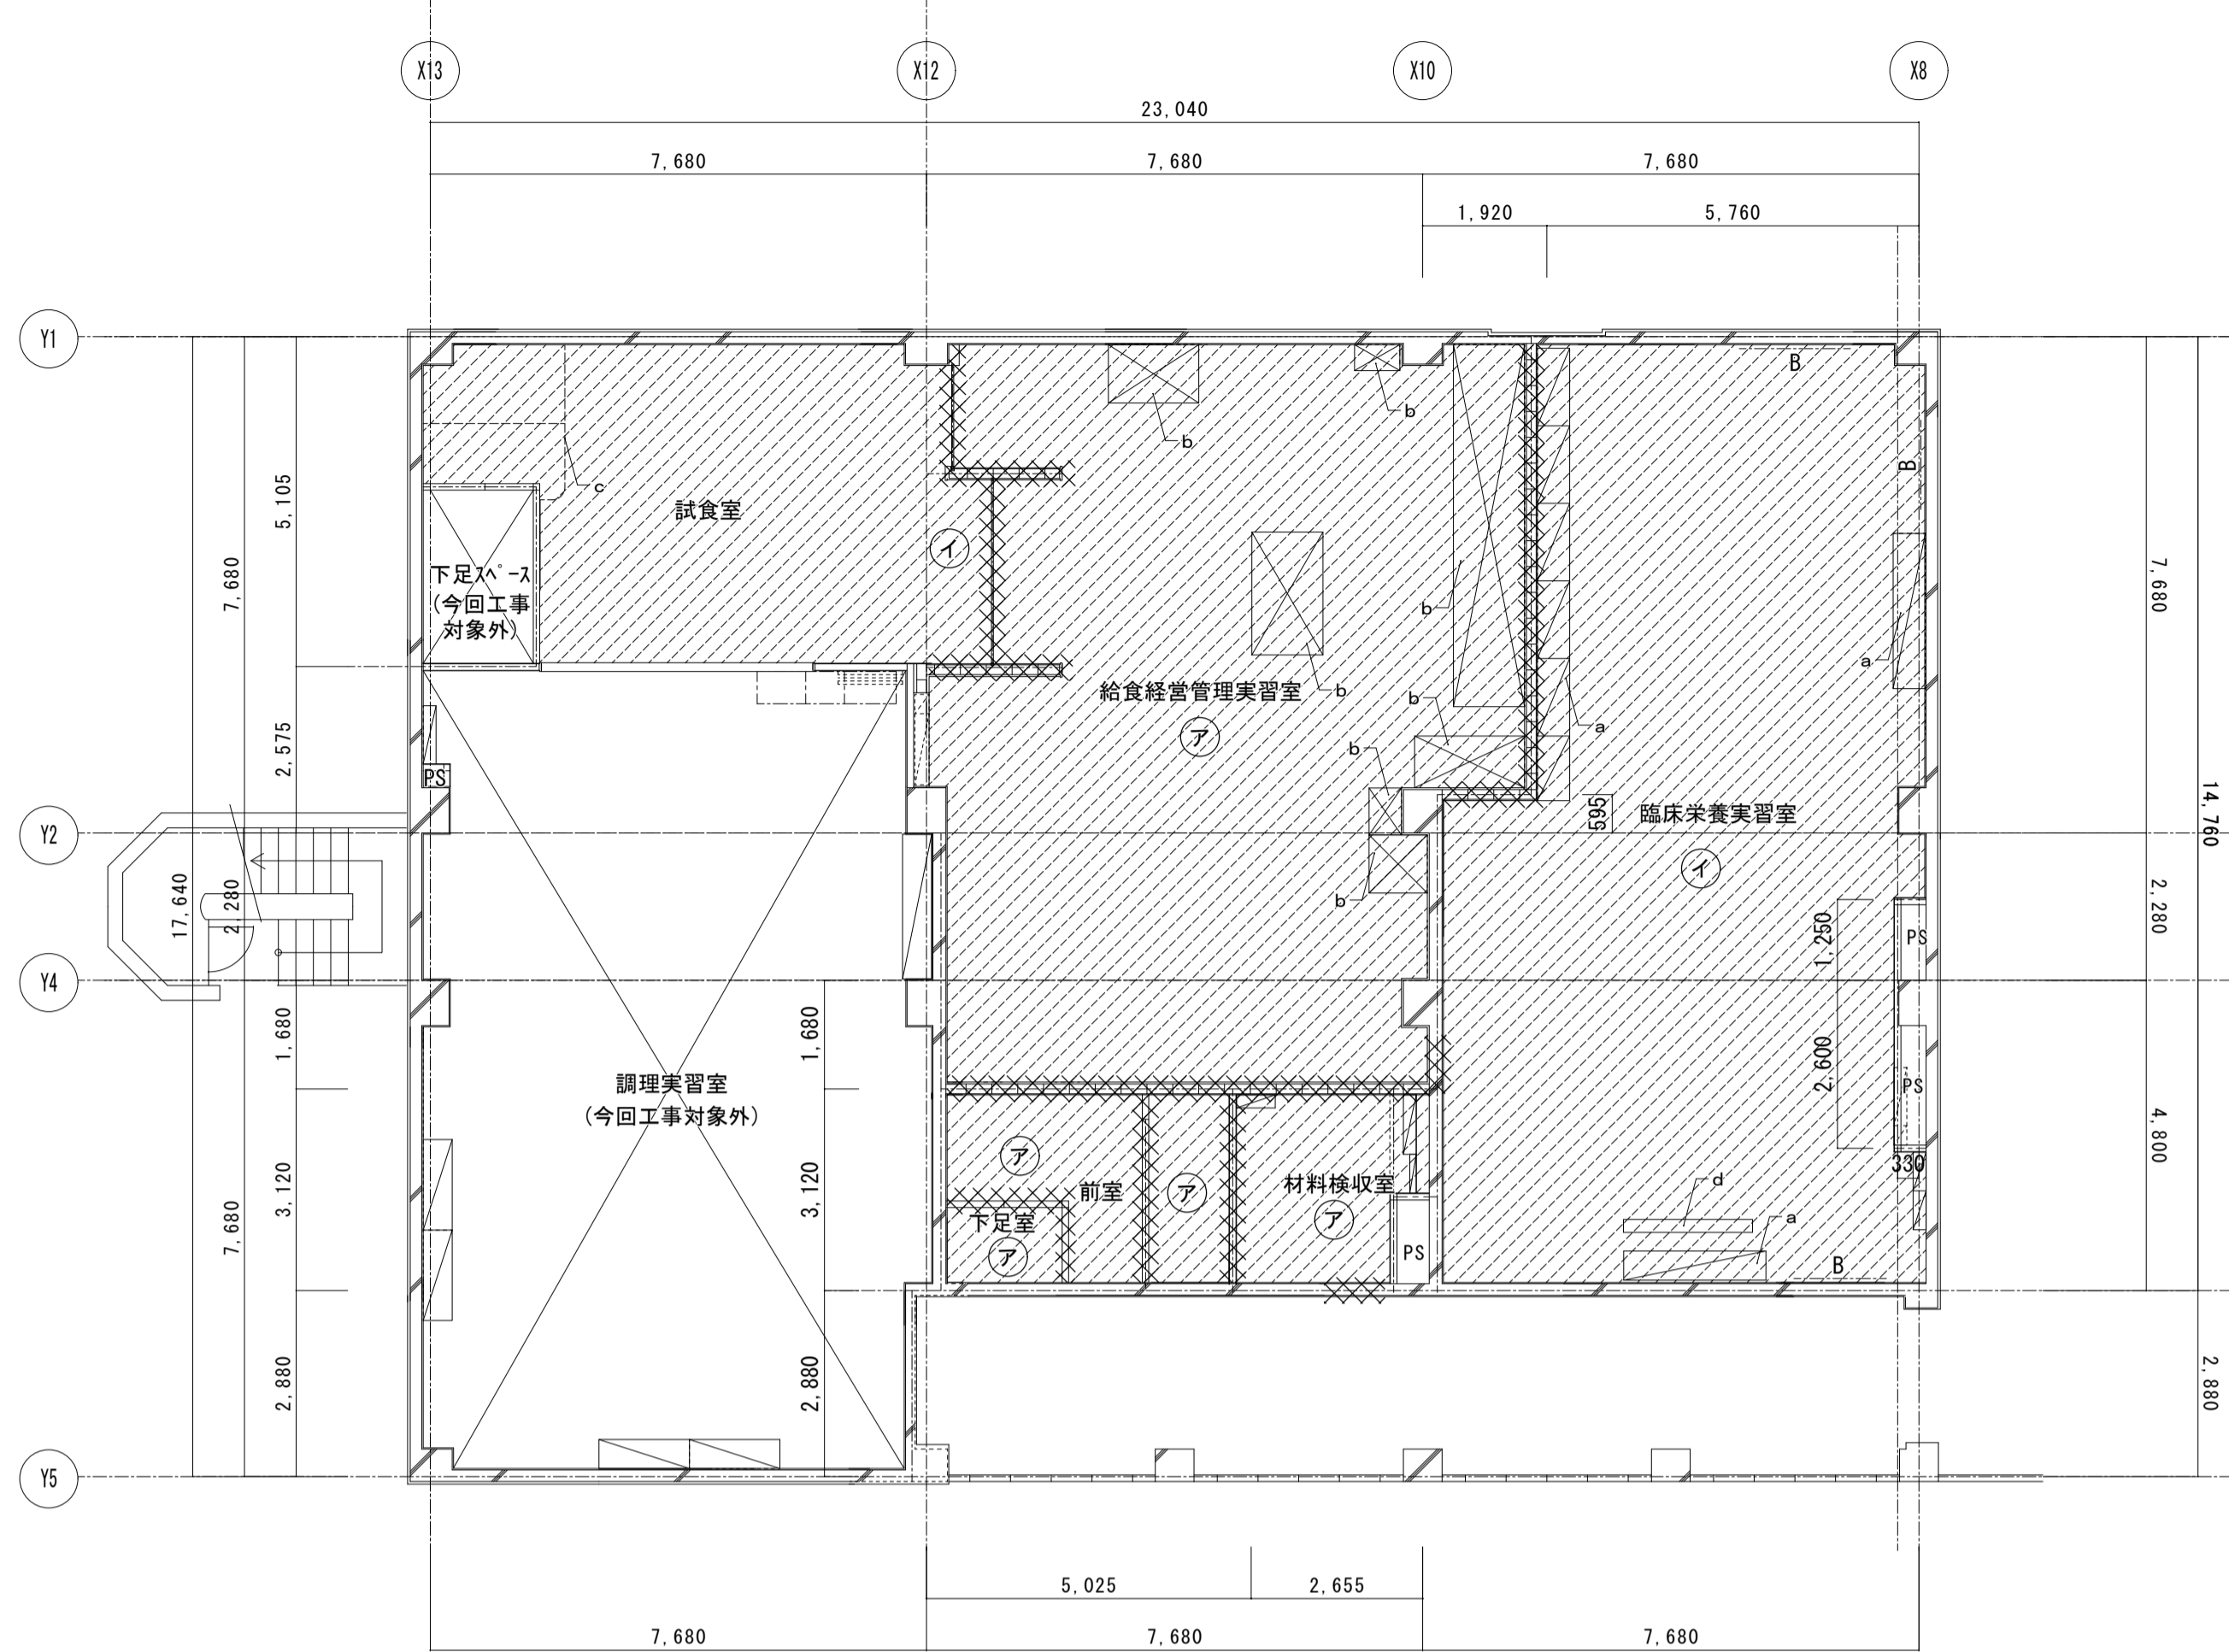 X13
X12
X10
X8
23,040
7,680
7,680
7,680
1,920
5,760
Y1
B
b
b
B
5,105
c
試食室
イ
7,680
下足ｽﾍﾟｰｽ
(今回工事
対象外)
7,680
b
a
給食経営管理実習室
b
b
a
ア
b
2,575
PS
595
臨床栄養実習室
14,760
Y2
イ
17,640
2,280
b
2,280
1,250
PS
Y4
1,680
1,680
2,600
調理実習室
(今回工事対象外)
PS
4,800
ア
330
3,120
3,120
前室
ア
材料検収室
d
下足室
ア
a
7,680
ア
PS
B
2,880
2,880
2,880
Y5
5,025
2,655
7,680
7,680
7,680